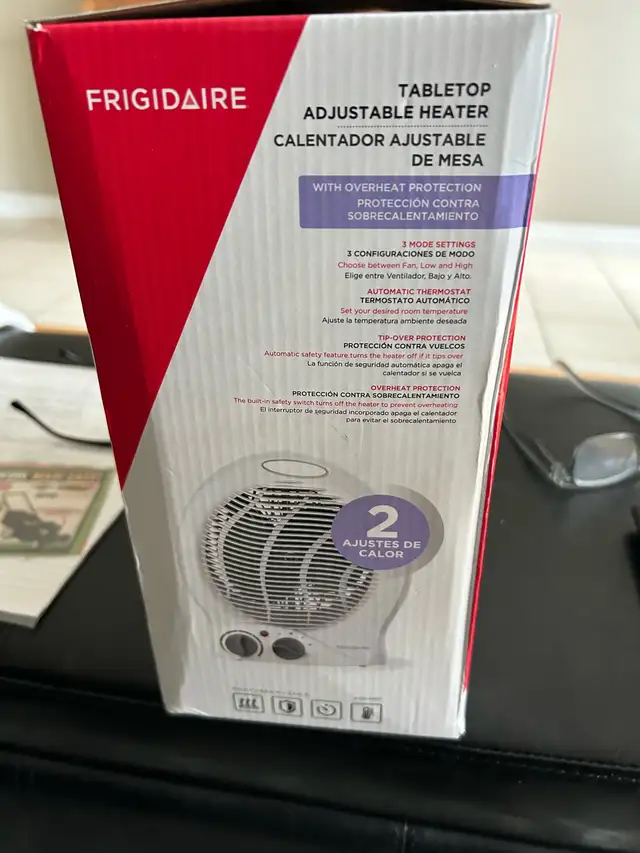 FRIGIDAIRE
TABLETOP
ADJUSTABLE HEATER
CALENTADOR AJUSTABLE
DE MESA
WITH OVERHEAT PROTECTION
PROTECCIÓN CONTRA
SOBRECALENTAMIENTO
3 MODE SETTINGS
3 CONFIGURACIONES DE MODO
Choose between Fan, Low and High
Elige entre Ventilador, Bajo y Alto.
AUTOMATIC THERMOSTAT
TERMOSTATO AUTOMÁTICO
Set your desired room temperature
Ajuste la temperatura ambiente deseada
TIP-OVER PROTECTION
PROTECCIÓN CONTRA VUELCOS
Automatic safety feature turns the heater off if it tips over
La función de seguridad automática apaga el
calentador si se vuelca
OVERHEAT PROTECTION
PROTECCIÓN CONTRA SOBRECALENTAMIENTO
The built-in safety switch turns off the heater to prevent overheating
El interruptor de seguridad incorporado apaga el calentador
para evitar el sobrecalentamiento
2
AJUSTES DE
CALOR
FRIGIDAIRE